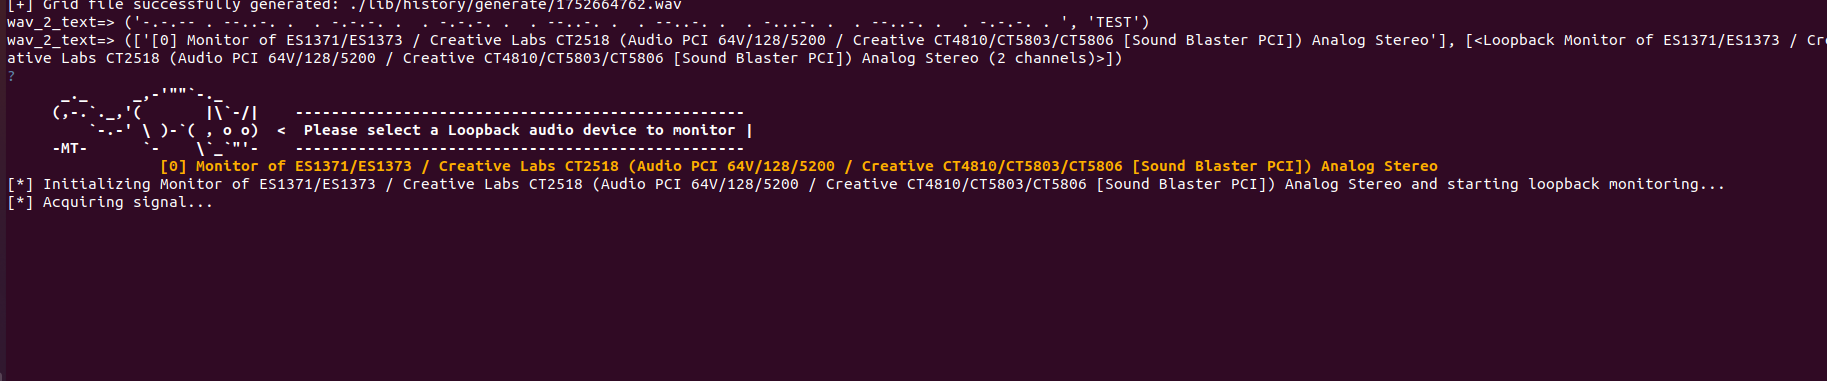 [+] Grid file successfully generated: ./lib/history/generate/1752664762.wav
wav_2_text=> ('-.-.-- . --..-. .  . -.-.-. .  . -.-.-. .  . --..-. .  . --..-. .  . -...-. .  . --..-. .  . -.-.-. . ', 'TEST')
wav_2_text=> (['[0] Monitor of ES1371/ES1373 / Creative Labs CT2518 (Audio PCI 64V/128/5200 / Creative CT4810/CT5803/CT5806 [Sound Blaster PCI]) Analog Stereo'], [<Loopback Monitor of ES1371/ES1373 / Cre
ative Labs CT2518 (Audio PCI 64V/128/5200 / Creative CT4810/CT5803/CT5806 [Sound Blaster PCI]) Analog Stereo (2 channels)>])
?
      _._     _,-'""`-._
     (,-.`._,'(       |\`-/|    --------------------------------------------------
         `-.-' \ )-`( , o o)  <  Please select a Loopback audio device to monitor |
     -MT-      `-    \`_`"'-    --------------------------------------------------
                 [0] Monitor of ES1371/ES1373 / Creative Labs CT2518 (Audio PCI 64V/128/5200 / Creative CT4810/CT5803/CT5806 [Sound Blaster PCI]) Analog Stereo
[*] Initializing Monitor of ES1371/ES1373 / Creative Labs CT2518 (Audio PCI 64V/128/5200 / Creative CT4810/CT5803/CT5806 [Sound Blaster PCI]) Analog Stereo and starting loopback monitoring...
[*] Acquiring signal...